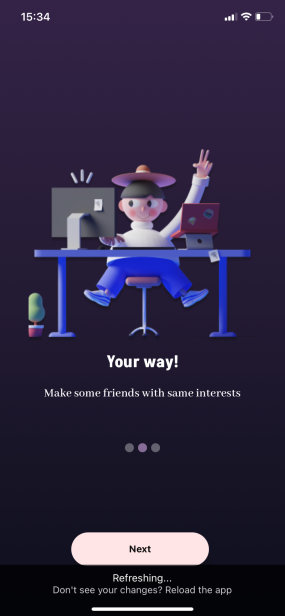 15:34
Your way!
Make some friends with same interests
Next
Refreshing...
Don't see your changes? Reload the app